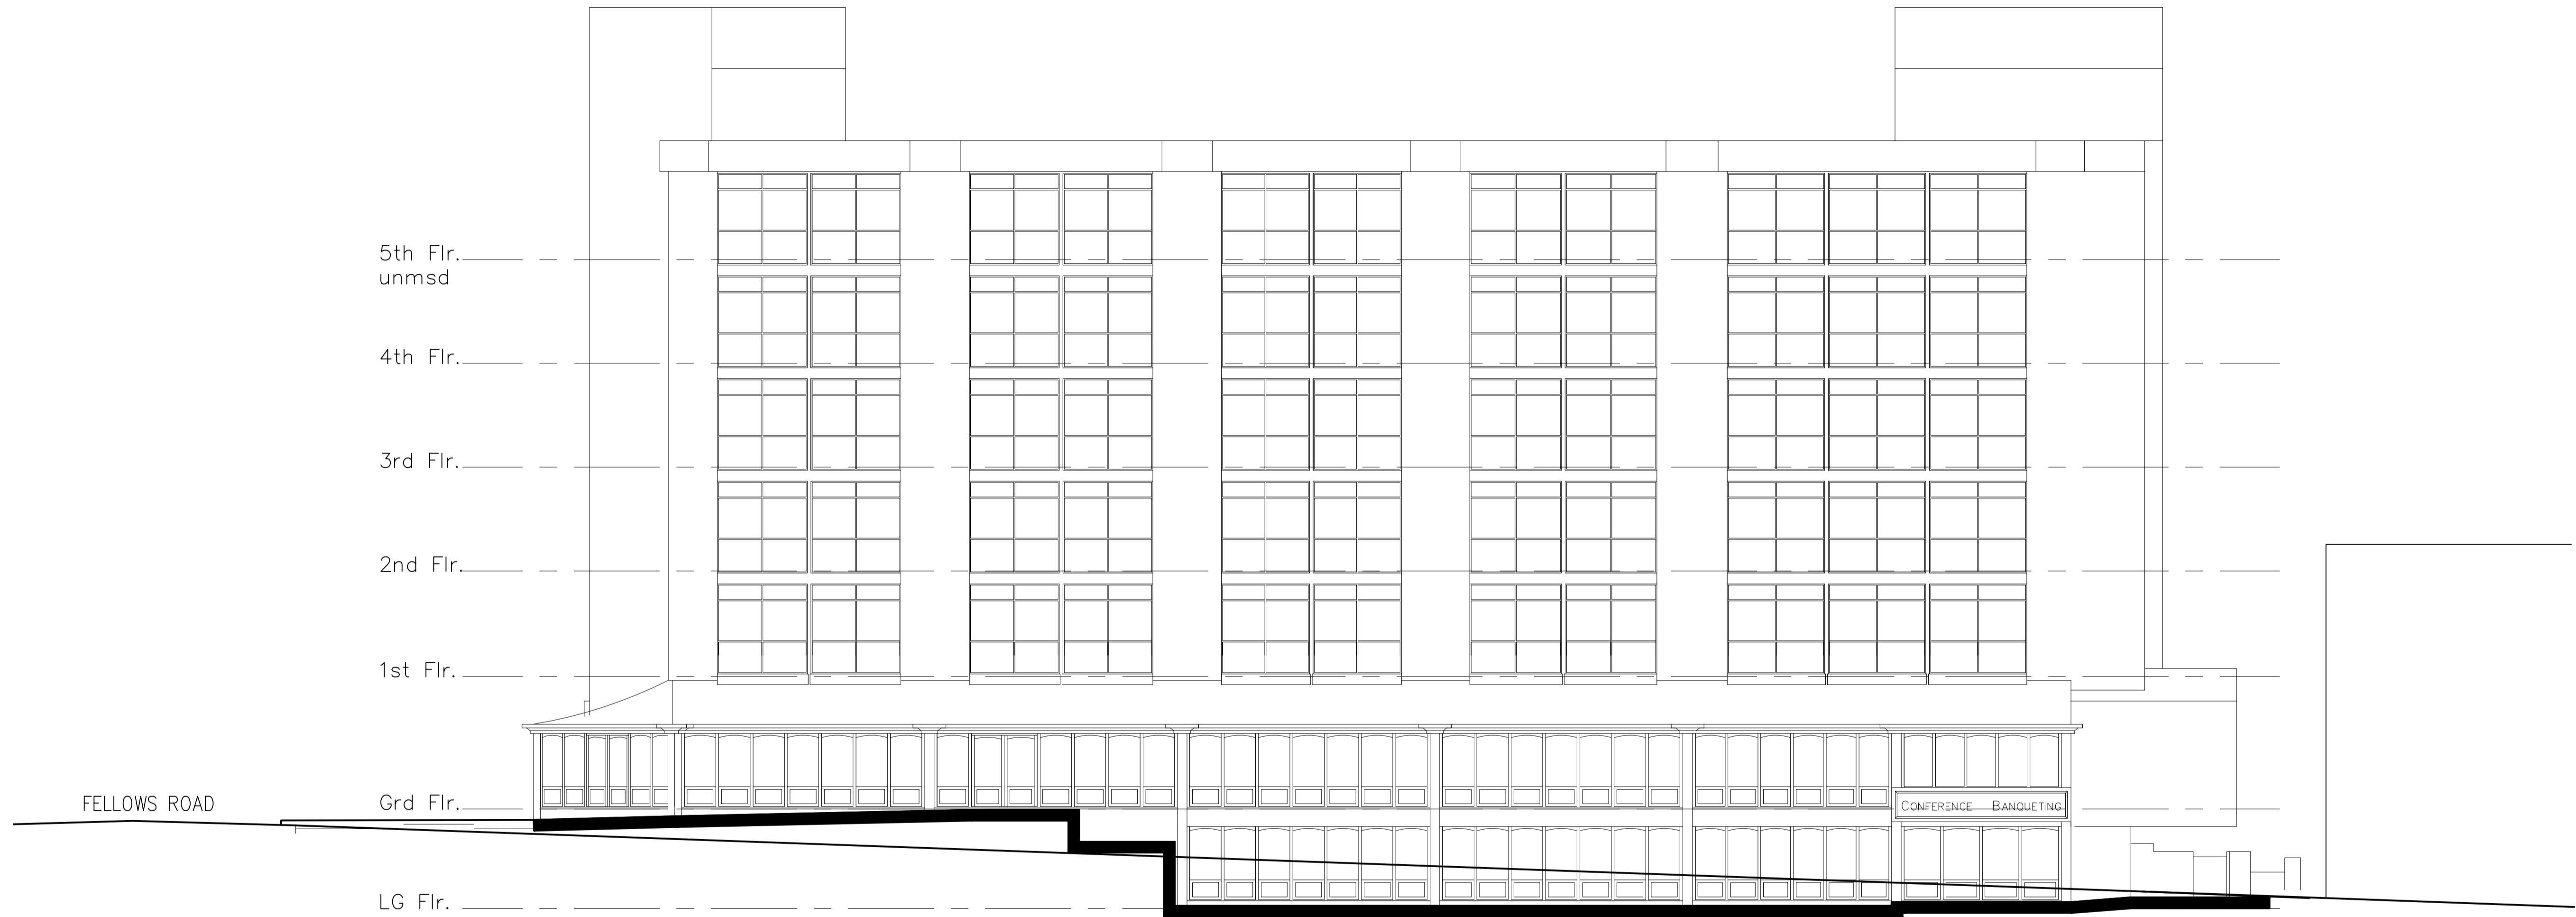 5th Flr.
unmsd
4th Flr.
3rd Flr.
2nd Flr.
1st Flr.
FELLOWS ROAD
Grd Flr.
CONFERENCE BANQUETING
LG Flr.